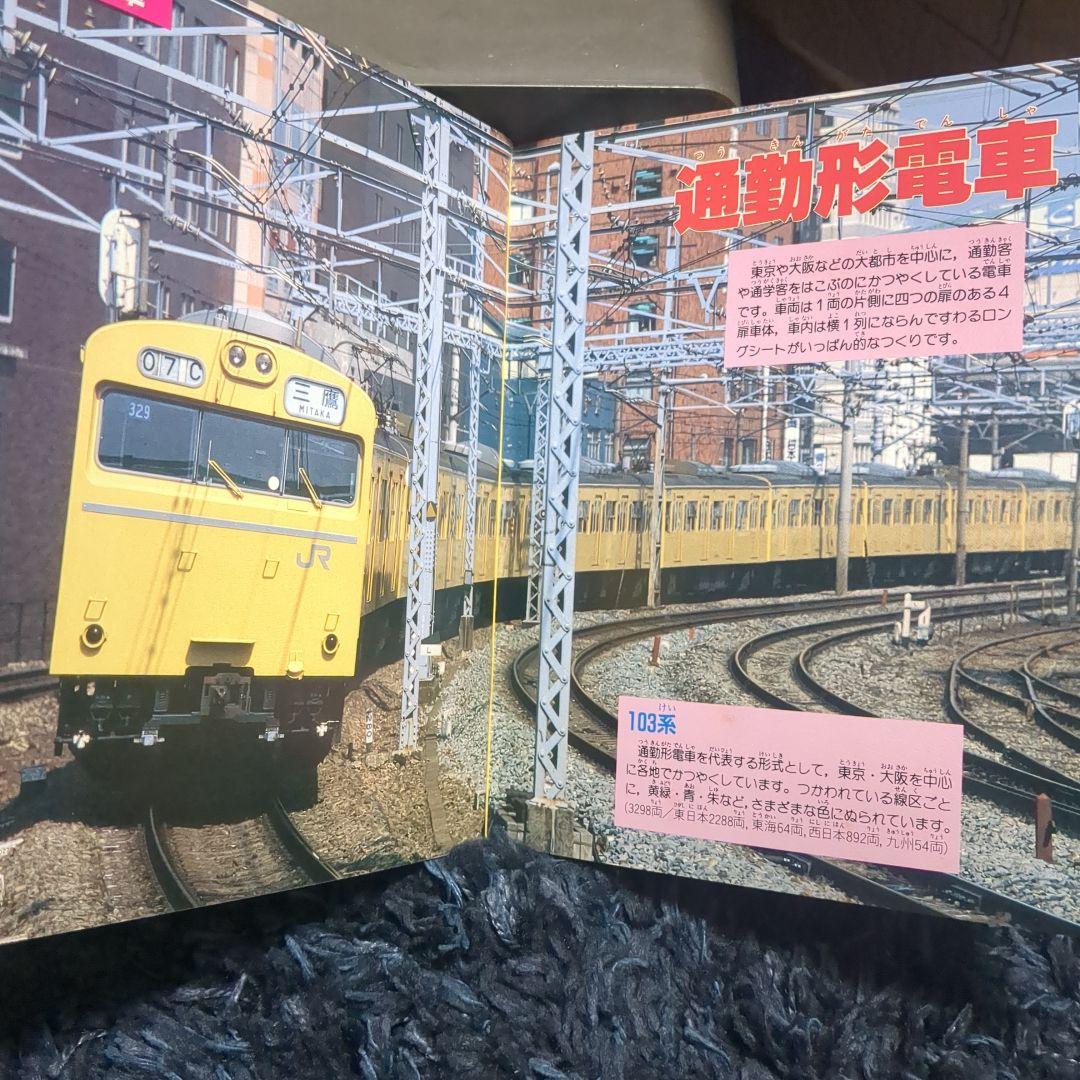 07C
三鷹
MITAKA
329
JR
つうきんがたでんしゃ
通勤形電車
東京や大阪などの大都市を中心に，通勤客
や通学客をはこぶのにかつやくしている電車
です。車両は1両の片側に四つの扉のある4
扉車体，車内は横1列にならんですわるロン
グシートがいっぱん的なつくりです。
103系
通勤形電車を代表する形式として，東京・大阪を中心
に各地でかつやくしています。つかわれている線区ごと
に，黄緑・青・朱など，さまざまな色にぬられています。
(3298両／東日本2288両，東海64両，西日本892両，九州54両)